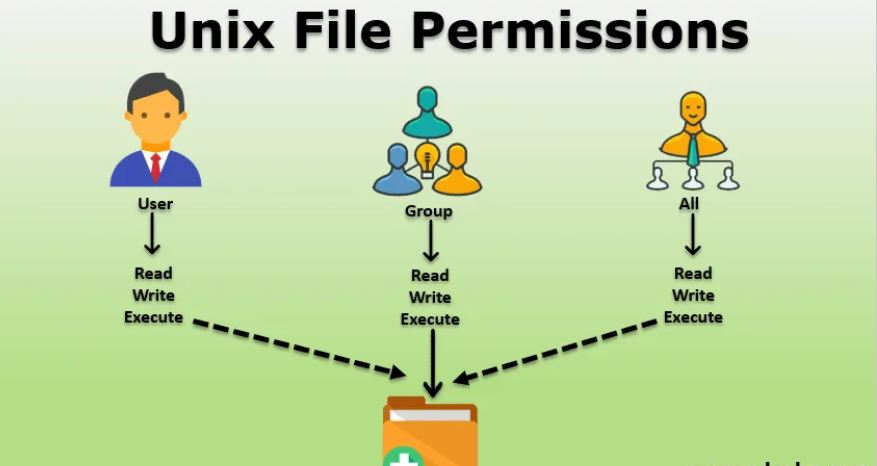 Unix File Permissions
User
Group
All
Read
Write
Execute
Read
Write
Execute
Read
Write
Execute